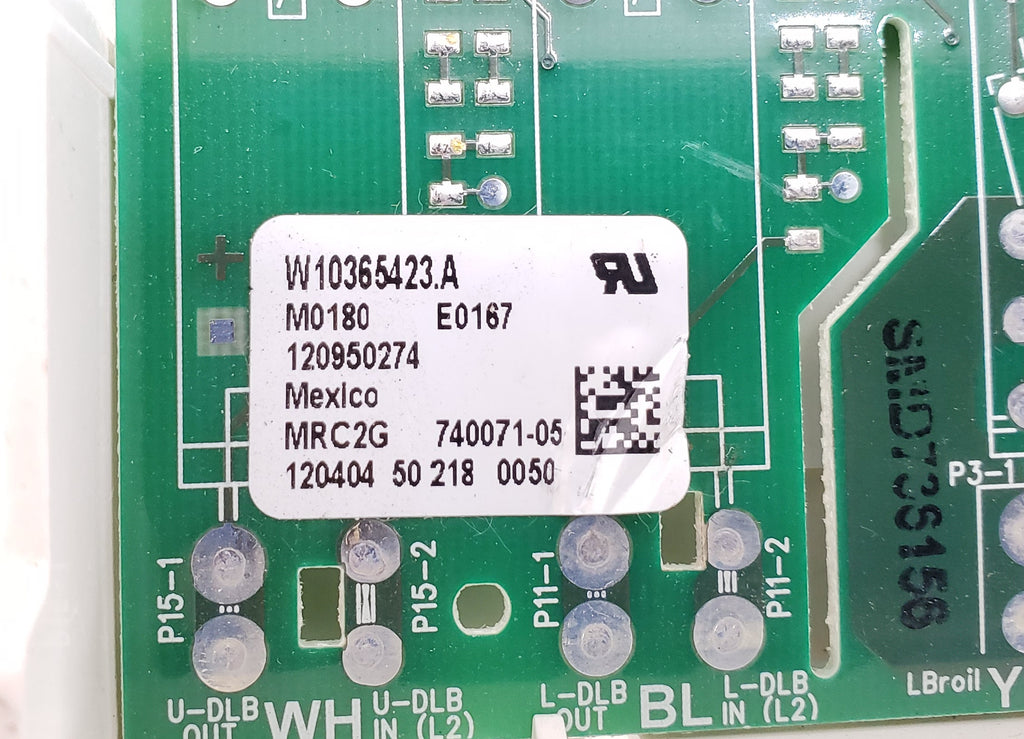 W10365423.A
M0180 E0167
120950274
Mexico
MRC2G 740071-05
120404 50 218 0050
P15-1
P15-2
P11-1
P11-2
P3-1
U-DLB
OUT
WH
U-DLB
IN (L2)
L-DLB
OUT
BL
L-DLB
IN (L2)
LBroil
Y